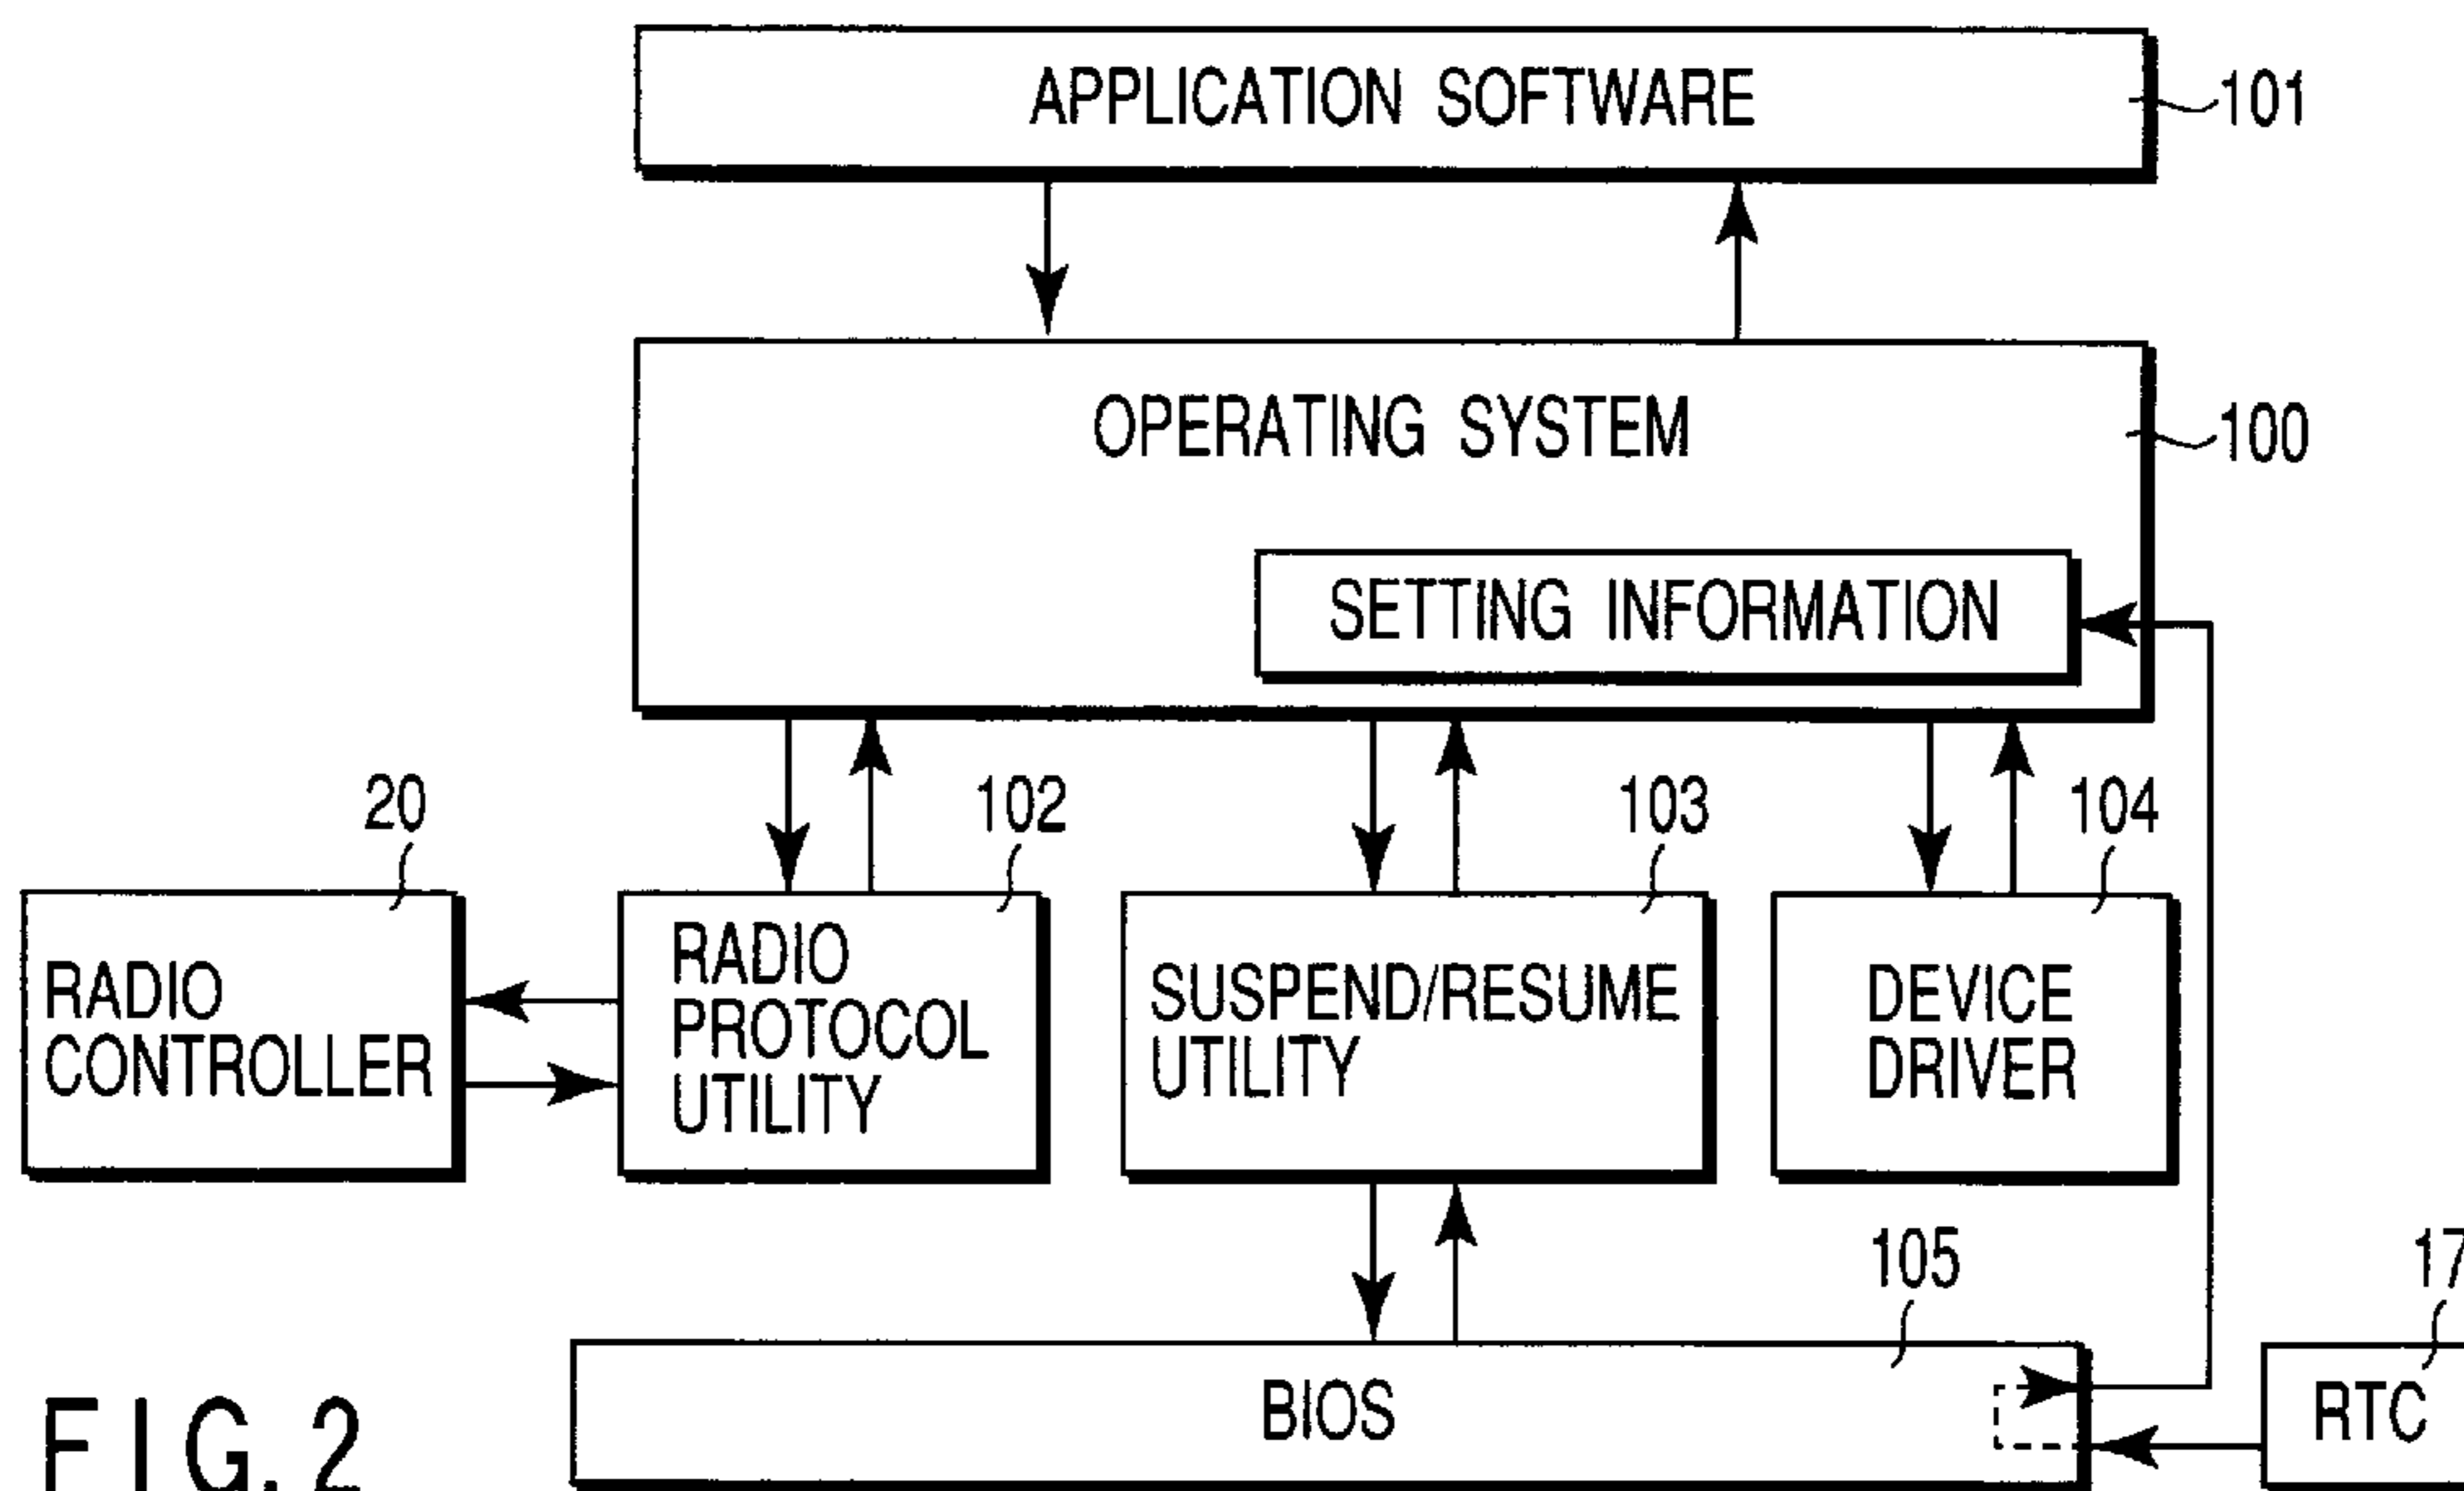 APPLICATION SOFTWARE
101
OPERATING SYSTEM
100
SETTING INFORMATION
20
102
103
104
RADIO
CONTROLLER
RADIO
PROTOCOL
UTILITY
SUSPEND/RESUME
UTILITY
DEVICE
DRIVER
105
17
BIOS
RTC
FIG. 2